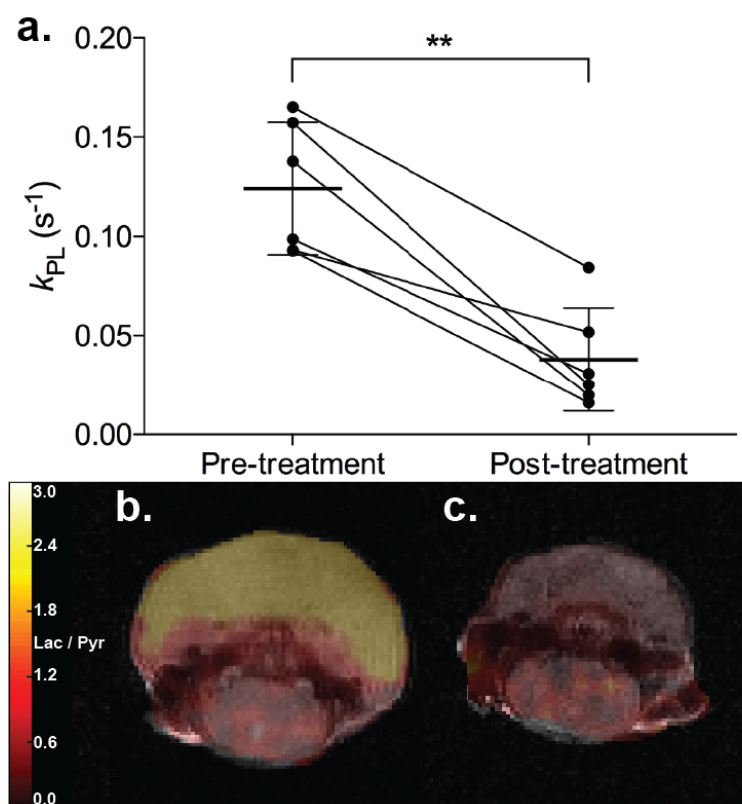 a.
**
0.20
0.15
0.10
0.05
0.00
kPL (s-1)
Pre-treatment
Post-treatment
b.
c.
3.0
2.4
1.8
Lac / Pyr
1.2
0.6
0.0